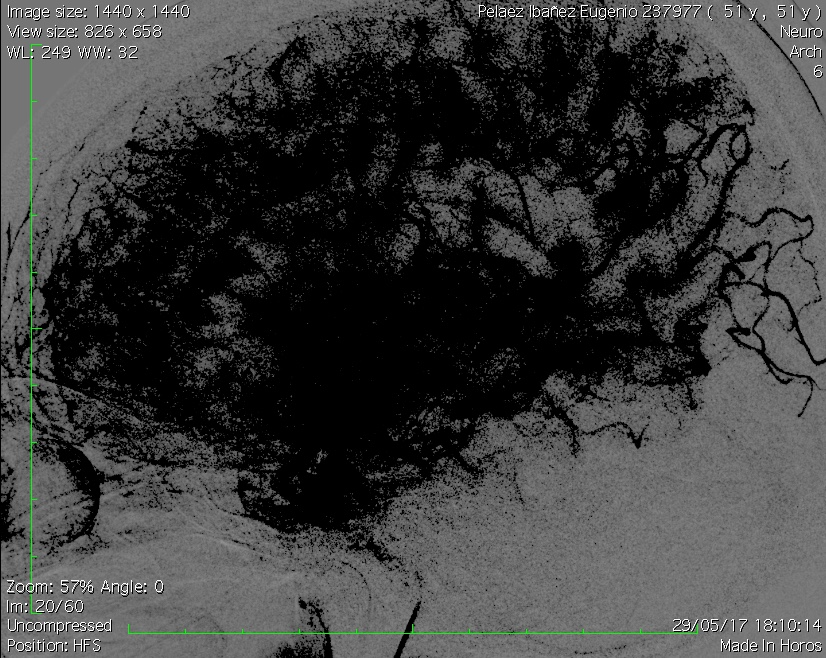 Image size: 1440 x 1440
View size: 826 x 658
WL: 249 WW: 32
Pelaez Ibañez Eugenio 237977 ( 51 y , 51 y )
Neuro
Arch
6
Zoom: 57% Angle: 0
Im: 20/60
Uncompressed
Position: HFS
29/05/17 18:10:14
Made In Horos